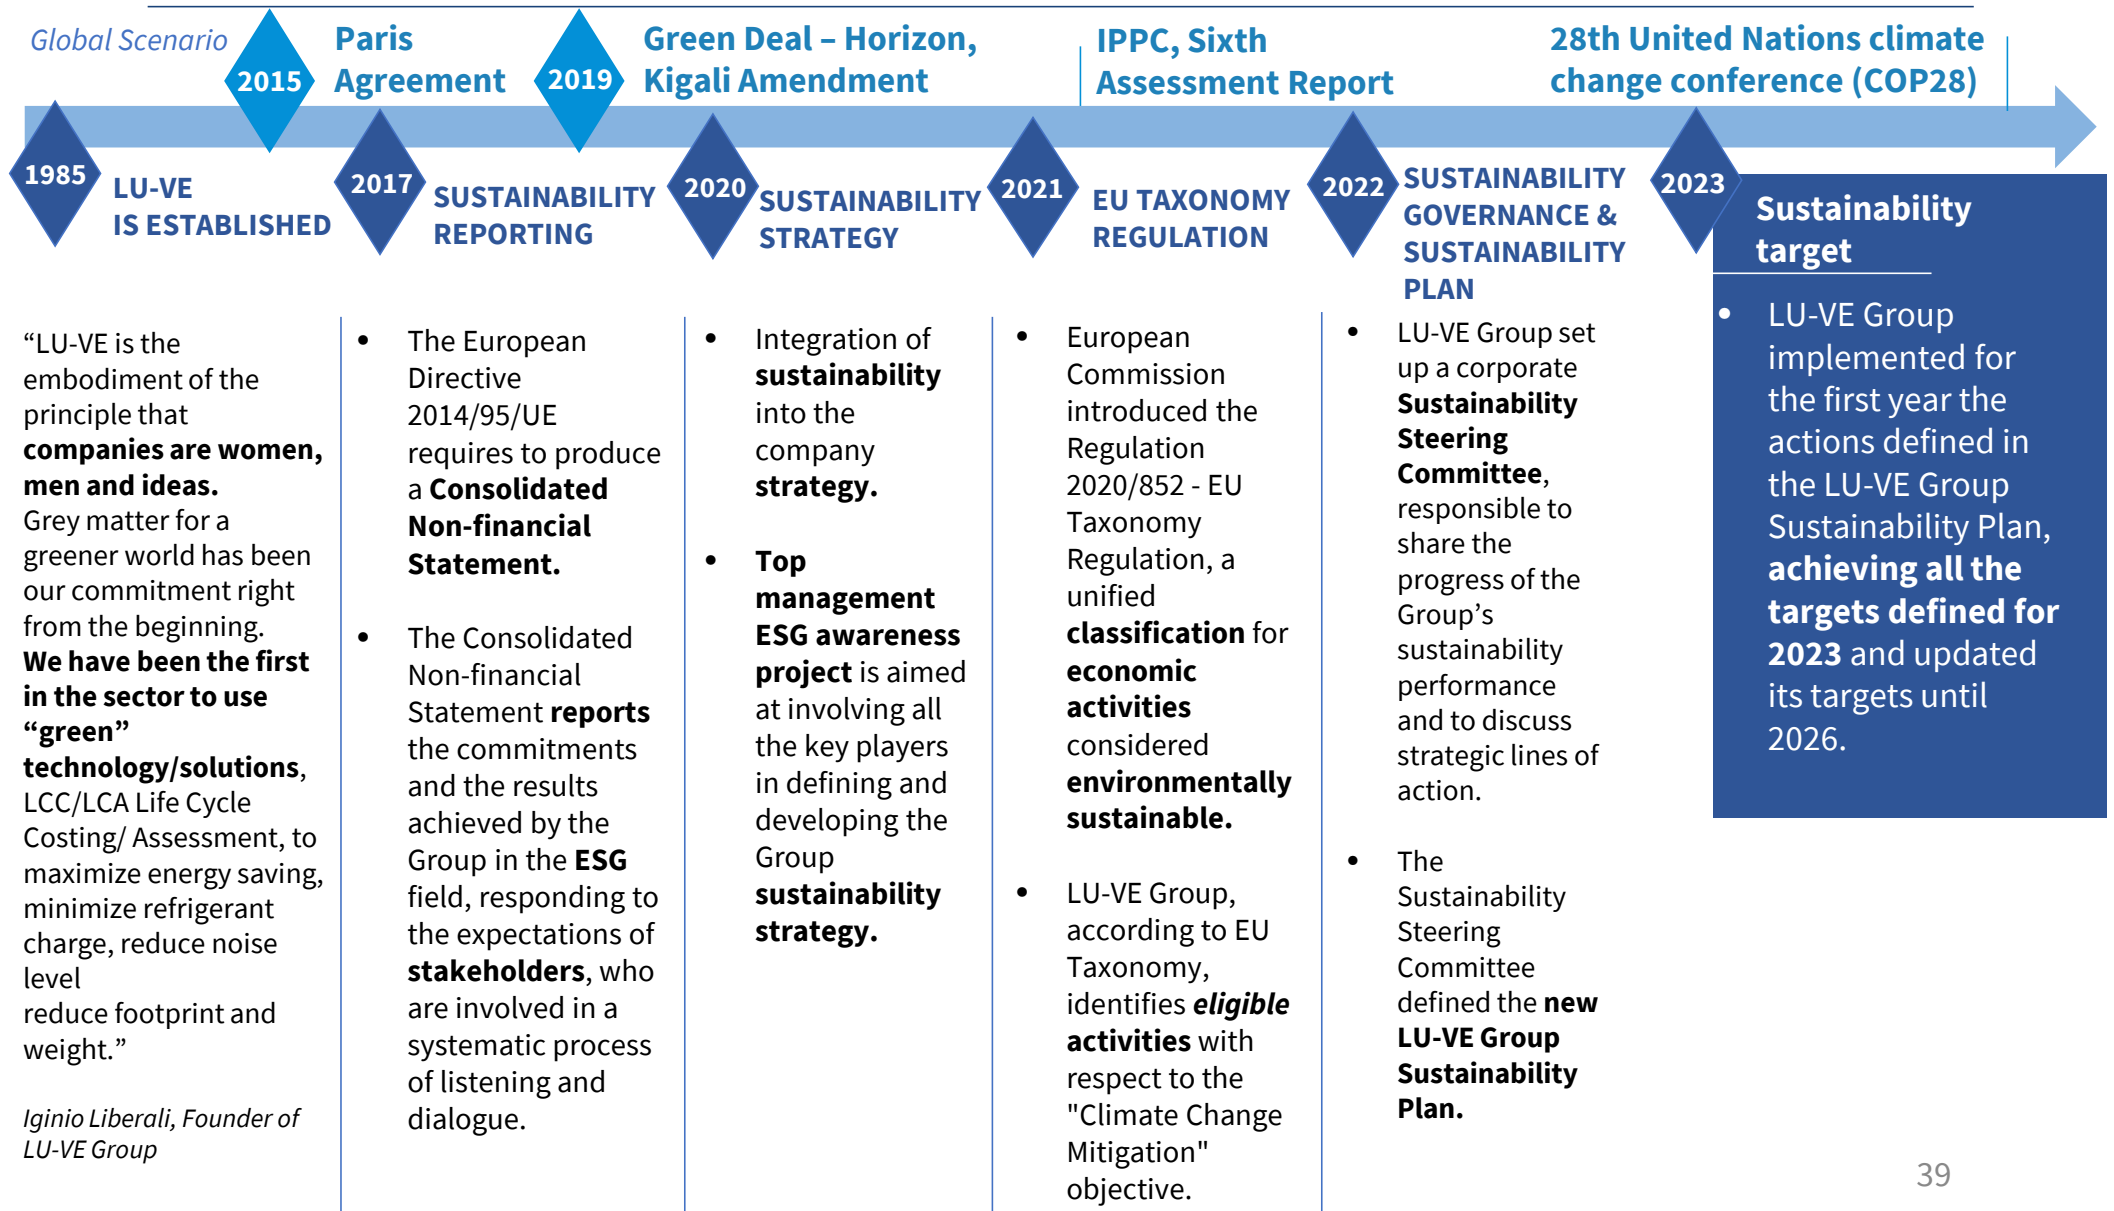 Global Scenario
2015
Paris
Agreement
2019
Green Deal – Horizon,
Kigali Amendment
IPPC, Sixth
Assessment Report
28th United Nations climate
change conference (COP28)
1985
LU-VE
IS ESTABLISHED
“LU-VE is the
embodiment of the
principle that
companies are women,
men and ideas.
Grey matter for a
greener world has been
our commitment right
from the beginning.
We have been the first
in the sector to use
“green”
technology/solutions,
LCC/LCA Life Cycle
Costing/ Assessment, to
maximize energy saving,
minimize refrigerant
charge, reduce noise
level
reduce footprint and
weight.”
Iginio Liberali, Founder of
LU-VE Group
2017
SUSTAINABILITY
REPORTING
• The European
Directive
2014/95/UE
requires to produce
a Consolidated
Non-financial
Statement.
• The Consolidated
Non-financial
Statement reports
the commitments
and the results
achieved by the
Group in the ESG
field, responding to
the expectations of
stakeholders, who
are involved in a
systematic process
of listening and
dialogue.
2020
SUSTAINABILITY
STRATEGY
• Integration of
sustainability
into the
company
strategy.
• Top
management
ESG awareness
project is aimed
at involving all
the key players
in defining and
developing the
Group
sustainability
strategy.
2021
EU TAXONOMY
REGULATION
• European
Commission
introduced the
Regulation
2020/852 - EU
Taxonomy
Regulation, a
unified
classification for
economic
activities
considered
environmentally
sustainable.
• LU-VE Group,
according to EU
Taxonomy,
identifies eligible
activities with
respect to the
"Climate Change
Mitigation"
objective.
2022
SUSTAINABILITY
GOVERNANCE &
SUSTAINABILITY
PLAN
• LU-VE Group set
up a corporate
Sustainability
Steering
Committee,
responsible to
share the
progress of the
Group’s
sustainability
performance
and to discuss
strategic lines of
action.
• The
Sustainability
Steering
Committee
defined the new
LU-VE Group
Sustainability
Plan.
2023
Sustainability
target
• LU-VE Group
implemented for
the first year the
actions defined in
the LU-VE Group
Sustainability Plan,
achieving all the
targets defined for
2023 and updated
its targets until
2026.
39